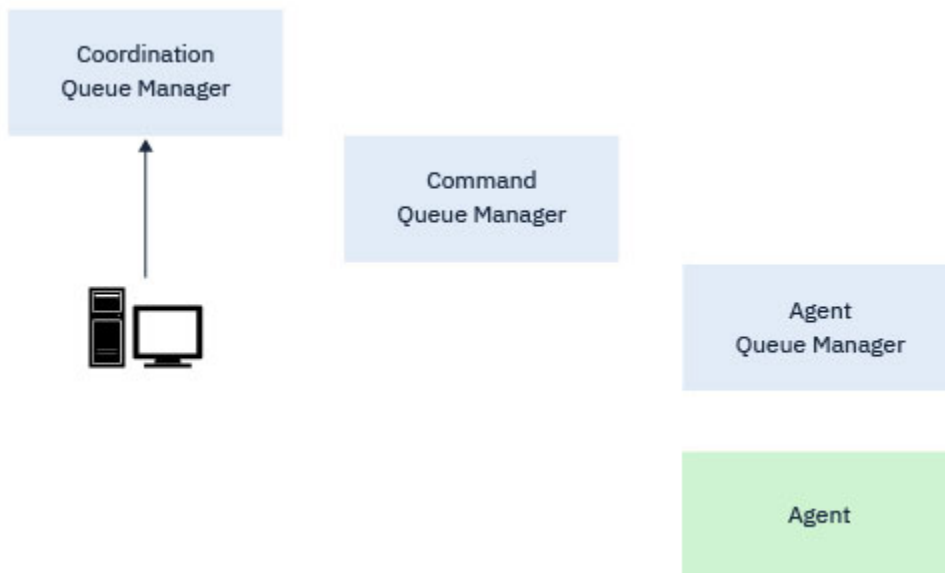 Coordination
Queue Manager
Command
Queue Manager
Agent
Queue Manager
Agent